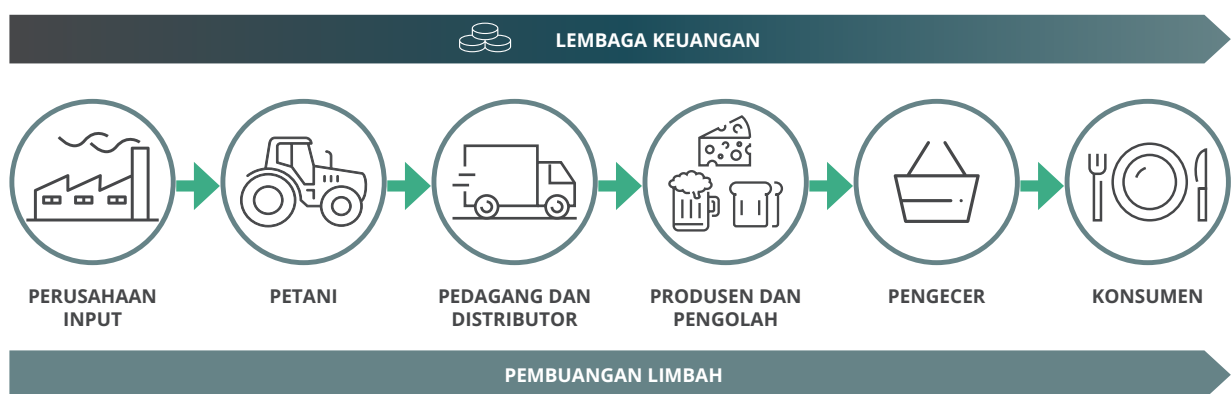 LEMBAGA KEUANGAN
PERUSAHAAN
INPUT
PETANI
PEDAGANG DAN
DISTRIBUTOR
PRODUSEN DAN
PENGOLAH
PENGECER
KONSUMEN
PEMBUANGAN LIMBAH